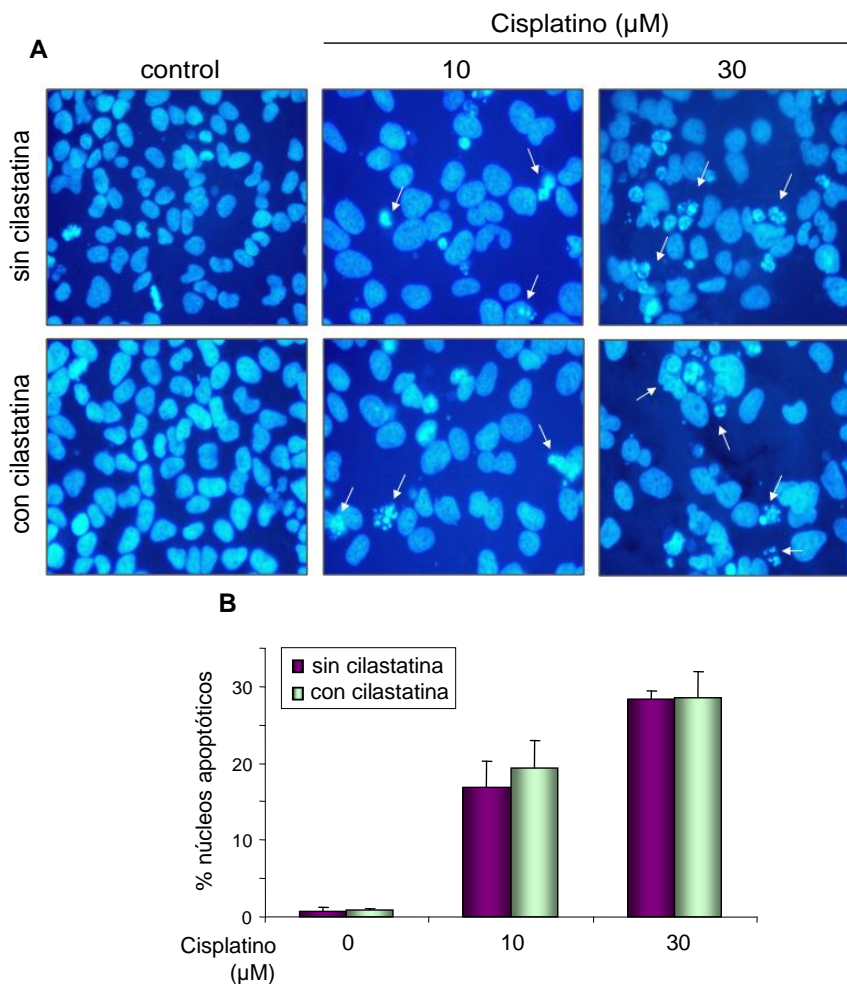 Cisplatino (µM)
A
control
10
30
sin cilastatina
con cilastatina
B
sin cilastatina
con cilastatina
% núcleos apoptóticos
30
20
10
0
Cisplatino
(µM)
0
10
30